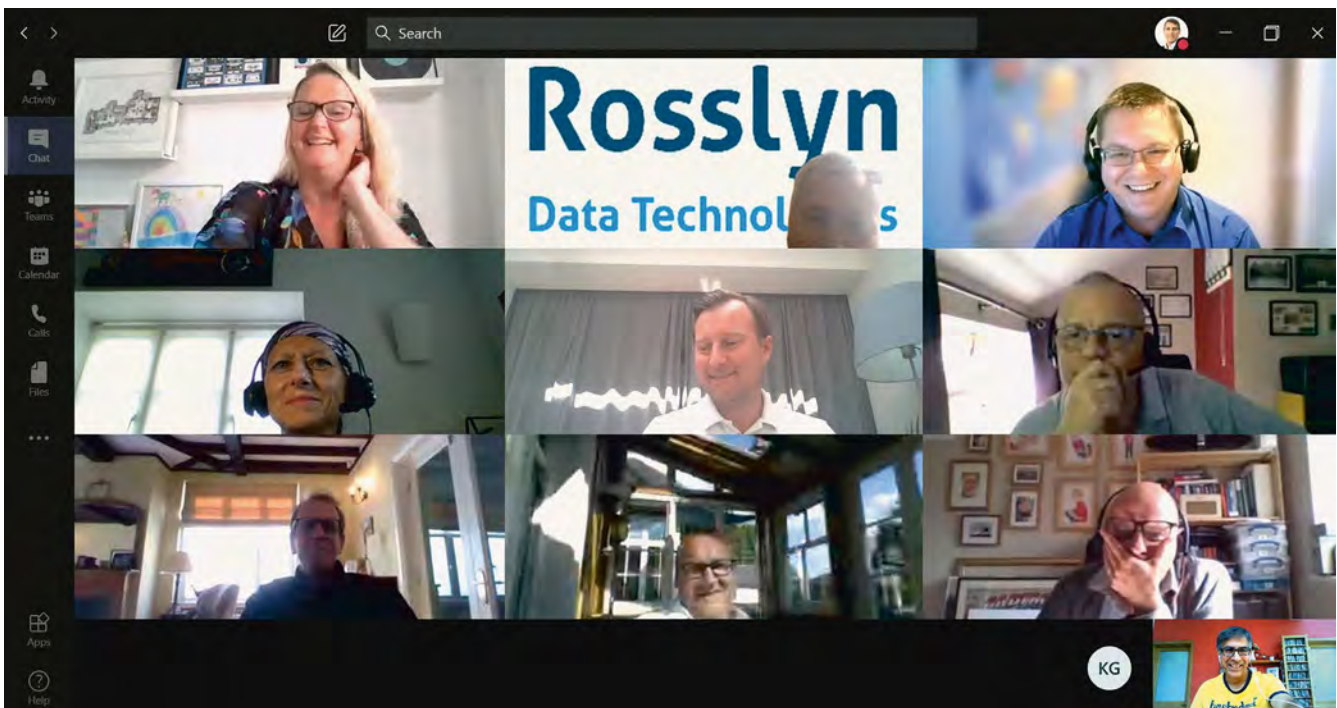 Search
Activity
Chat
Teams
Calendar
Calls
Files
Apps
Help
Rosslyn
Data Technol s
KG